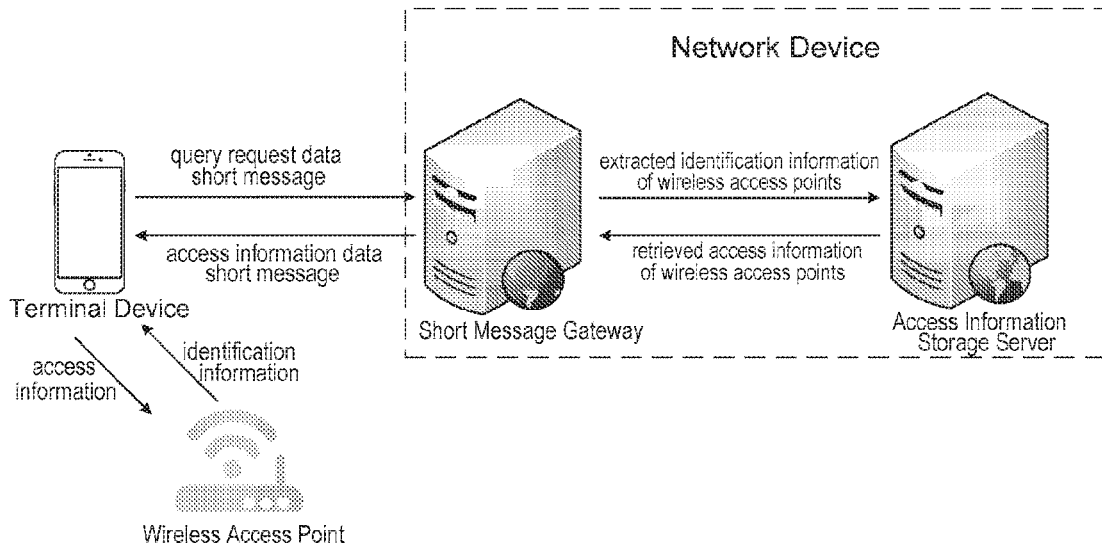 Network Device
query request data
short message
extracted identification information
of wireless access points
access information data
short message
retrieved access information
of wireless access points
Terminal Device
Short Message Gateway
Access Information
Storage Server
access
information
identification
information
Wireless Access Point